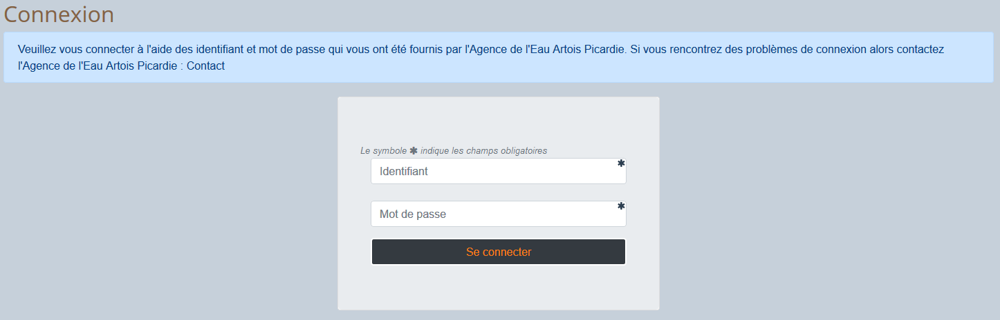 Connexion
Veuillez vous connecter à l'aide des identifiant et mot de passe qui vous ont été fournis par l'Agence de l'Eau Artois Picardie. Si vous rencontrez des problèmes de connexion alors contactez
l'Agence de l'Eau Artois Picardie : Contact
Le symbole ✱ indique les champs obligatoires
Identifiant ✱
Mot de passe ✱
Se connecter